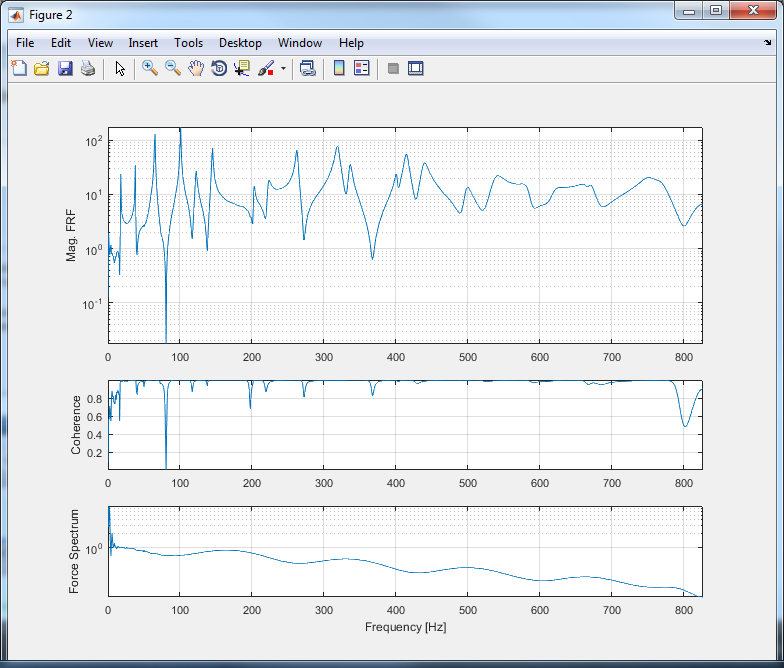 Figure 2
File Edit View Insert Tools Desktop Window Help
10^2
10^1
10^0
10^-1
Mag. FRF
0 100 200 300 400 500 600 700 800
0.8
0.6
0.4
0.2
Coherence
0 100 200 300 400 500 600 700 800
10^0
Force Spectrum
0 100 200 300 400 500 600 700 800
Frequency [Hz]